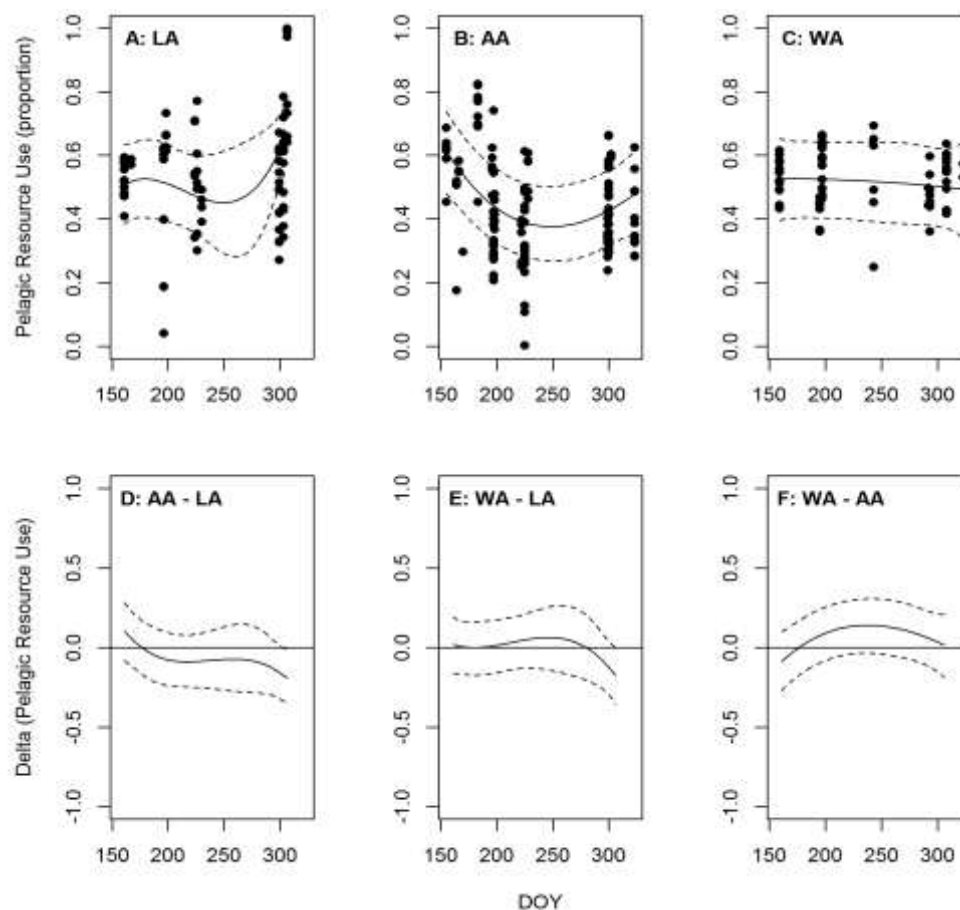 Pelagic Resource Use (proportion)
A: LA
B: AA
C: WA
1.0
0.8
0.6
0.4
0.2
0.0
1.0
0.8
0.6
0.4
0.2
0.0
1.0
0.8
0.6
0.4
0.2
0.0
150 200 250 300
150 200 250 300
150 200 250 300
Delta (Pelagic Resource Use)
D: AA - LA
E: WA - LA
F: WA - AA
1.0
0.5
0.0
-0.5
-1.0
1.0
0.5
0.0
-0.5
-1.0
1.0
0.5
0.0
-0.5
-1.0
150 200 250 300
150 200 250 300
150 200 250 300
DOY